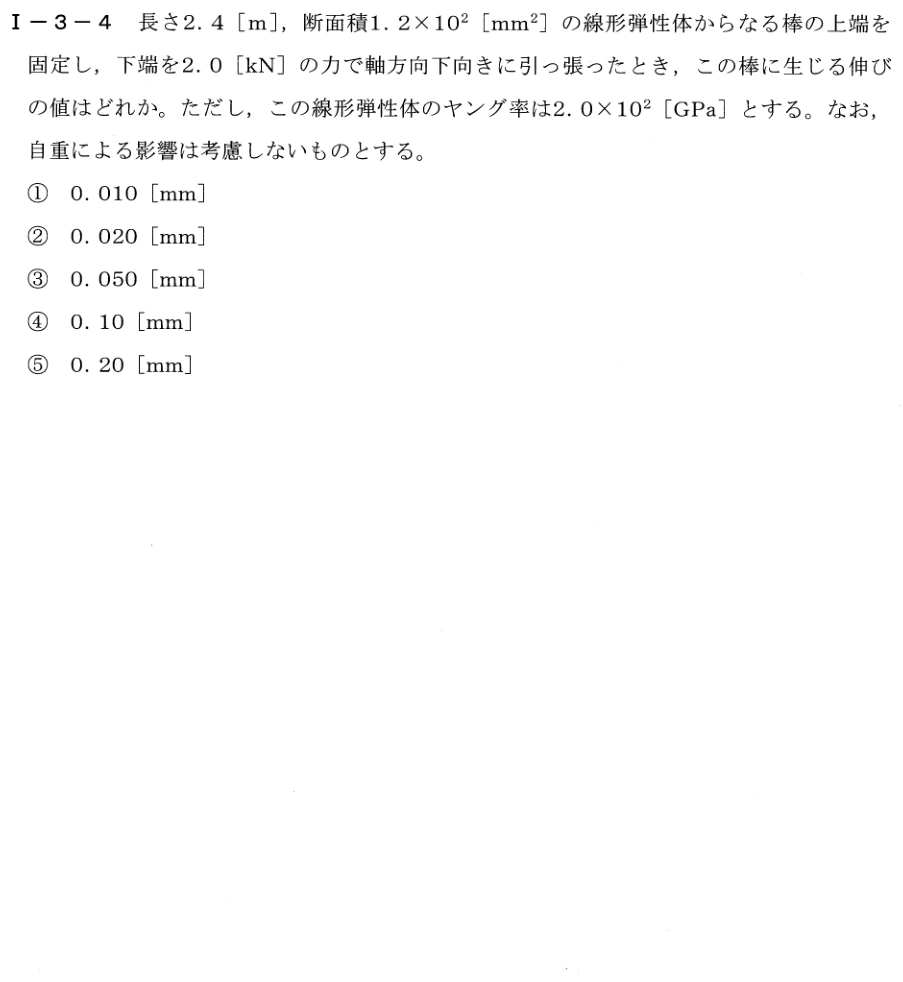 Ⅰ－3－4　長さ2.4［m］，断面積1.2×10²［mm²］の線形弾性体からなる棒の上端を
固定し，下端を2.0［kN］の力で軸方向下向きに引っ張ったとき，この棒に生じる伸び
の値はどれか。ただし，この線形弾性体のヤング率は2.0×10²［GPa］とする。なお，
自重による影響は考慮しないものとする。
①　0.010［mm］
②　0.020［mm］
③　0.050［mm］
④　0.10［mm］
⑤　0.20［mm］